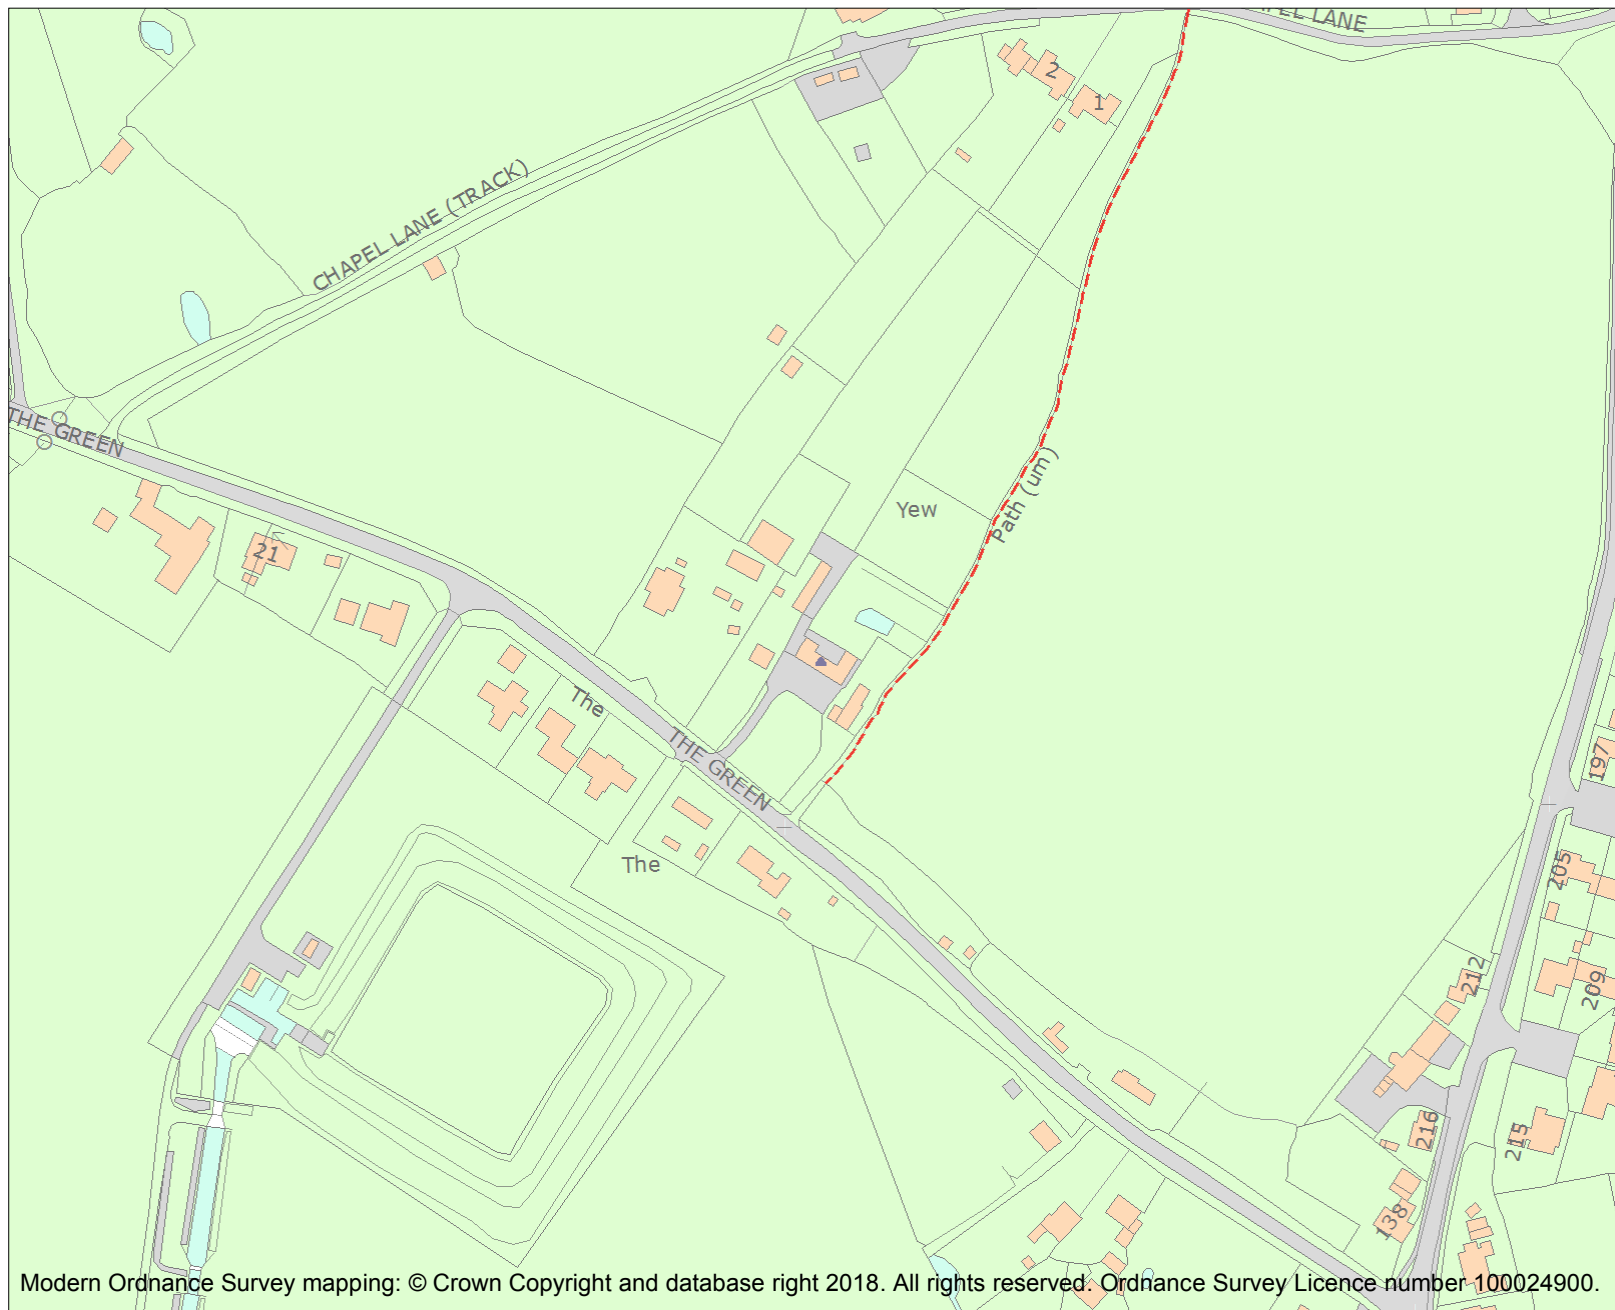 CHAPEL LANE
2
1
CHAPEL LANE (TRACK)
THE GREEN
Path (um)
Yew
21
The
THE GREEN
The
197
205
212
209
216
215
138
Modern Ordnance Survey mapping: © Crown Copyright and database right 2018. All rights reserved. Ordnance Survey Licence number 100024900.